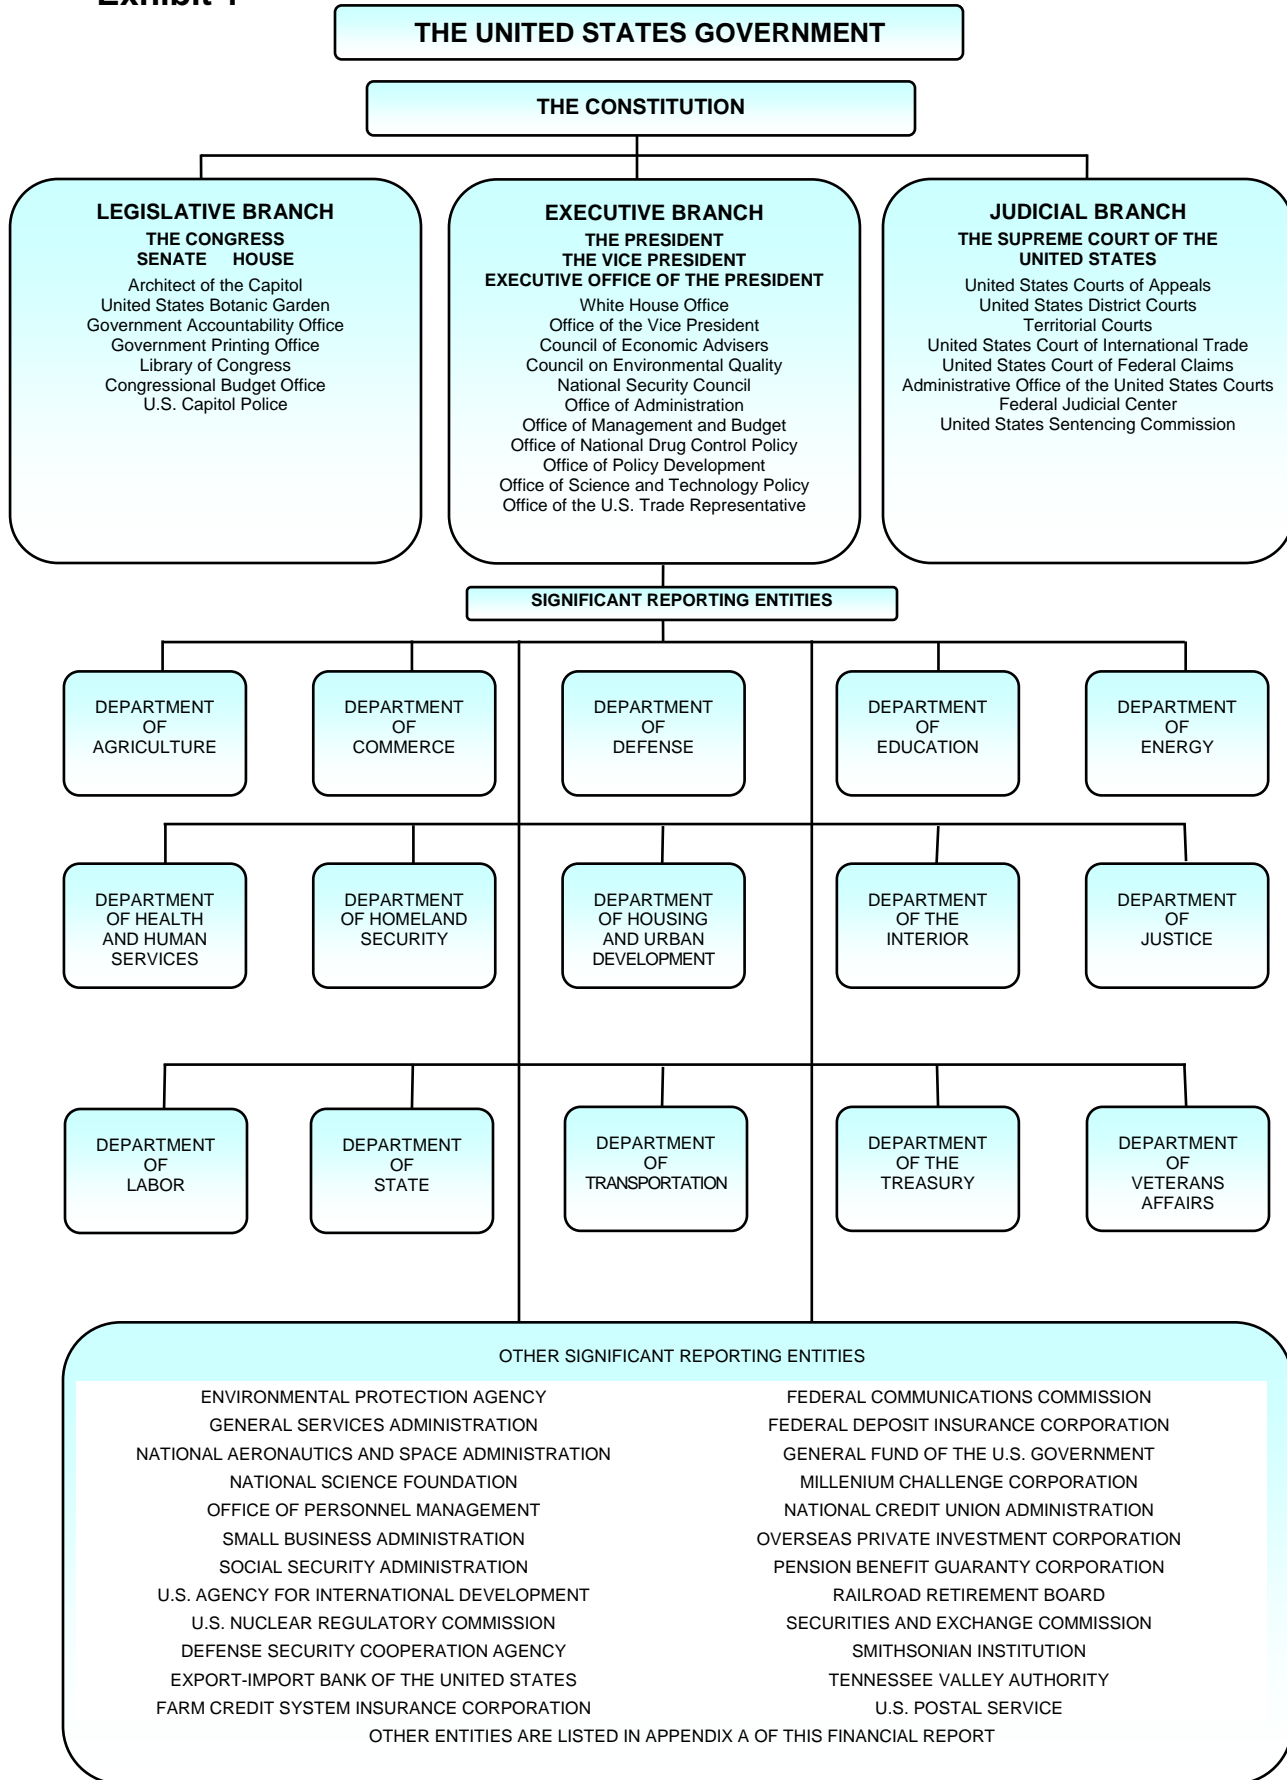 THE UNITED STATES GOVERNMENT
THE CONSTITUTION
LEGISLATIVE BRANCH
THE CONGRESS
SENATE HOUSE
Architect of the Capitol
United States Botanic Garden
Government Accountability Office
Government Printing Office
Library of Congress
Congressional Budget Office
U.S. Capitol Police
EXECUTIVE BRANCH
THE PRESIDENT
THE VICE PRESIDENT
EXECUTIVE OFFICE OF THE PRESIDENT
White House Office
Office of the Vice President
Council of Economic Advisers
Council on Environmental Quality
National Security Council
Office of Administration
Office of Management and Budget
Office of National Drug Control Policy
Office of Policy Development
Office of Science and Technology Policy
Office of the U.S. Trade Representative
JUDICIAL BRANCH
THE SUPREME COURT OF THE
UNITED STATES
United States Courts of Appeals
United States District Courts
Territorial Courts
United States Court of International Trade
United States Court of Federal Claims
Administrative Office of the United States Courts
Federal Judicial Center
United States Sentencing Commission
SIGNIFICANT REPORTING ENTITIES
DEPARTMENT
OF
AGRICULTURE
DEPARTMENT
OF
COMMERCE
DEPARTMENT
OF
DEFENSE
DEPARTMENT
OF
EDUCATION
DEPARTMENT
OF
ENERGY
DEPARTMENT
OF HEALTH
AND HUMAN
SERVICES
DEPARTMENT
OF HOMELAND
SECURITY
DEPARTMENT
OF HOUSING
AND URBAN
DEVELOPMENT
DEPARTMENT
OF THE
INTERIOR
DEPARTMENT
OF
JUSTICE
DEPARTMENT
OF
LABOR
DEPARTMENT
OF
STATE
DEPARTMENT
OF
TRANSPORTATION
DEPARTMENT
OF THE
TREASURY
DEPARTMENT
OF
VETERANS
AFFAIRS
OTHER SIGNIFICANT REPORTING ENTITIES
ENVIRONMENTAL PROTECTION AGENCY
GENERAL SERVICES ADMINISTRATION
NATIONAL AERONAUTICS AND SPACE ADMINISTRATION
NATIONAL SCIENCE FOUNDATION
OFFICE OF PERSONNEL MANAGEMENT
SMALL BUSINESS ADMINISTRATION
SOCIAL SECURITY ADMINISTRATION
U.S. AGENCY FOR INTERNATIONAL DEVELOPMENT
U.S. NUCLEAR REGULATORY COMMISSION
DEFENSE SECURITY COOPERATION AGENCY
EXPORT-IMPORT BANK OF THE UNITED STATES
FARM CREDIT SYSTEM INSURANCE CORPORATION
FEDERAL COMMUNICATIONS COMMISSION
FEDERAL DEPOSIT INSURANCE CORPORATION
GENERAL FUND OF THE U.S. GOVERNMENT
MILLENIUM CHALLENGE CORPORATION
NATIONAL CREDIT UNION ADMINISTRATION
OVERSEAS PRIVATE INVESTMENT CORPORATION
PENSION BENEFIT GUARANTY CORPORATION
RAILROAD RETIREMENT BOARD
SECURITIES AND EXCHANGE COMMISSION
SMITHSONIAN INSTITUTION
TENNESSEE VALLEY AUTHORITY
U.S. POSTAL SERVICE
OTHER ENTITIES ARE LISTED IN APPENDIX A OF THIS FINANCIAL REPORT